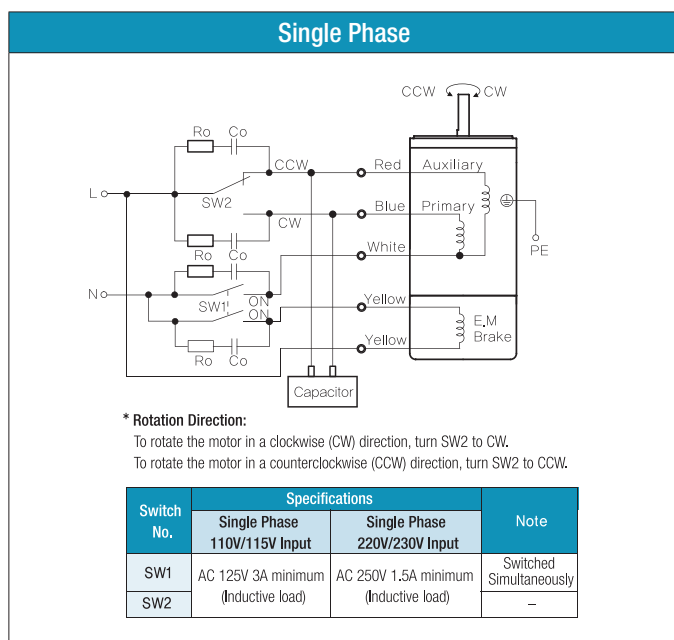 Single Phase
CCW CW
Ro Co
CCW Red Auxiliary
L
SW2
Blue Primary
CW
Ro Co
White
PE
Ro Co
N
SW1 ON
ON
Yellow
E.M
Brake
Ro Co
Yellow
Capacitor
* Rotation Direction:
To rotate the motor in a clockwise (CW) direction, turn SW2 to CW.
To rotate the motor in a counterclockwise (CCW) direction, turn SW2 to CCW.
Switch No. Specifications Note
Single Phase 110V/115V Input Single Phase 220V/230V Input
SW1 AC 125V 3A minimum (Inductive load) AC 250V 1.5A minimum (Inductive load) Switched Simultaneously
SW2 –